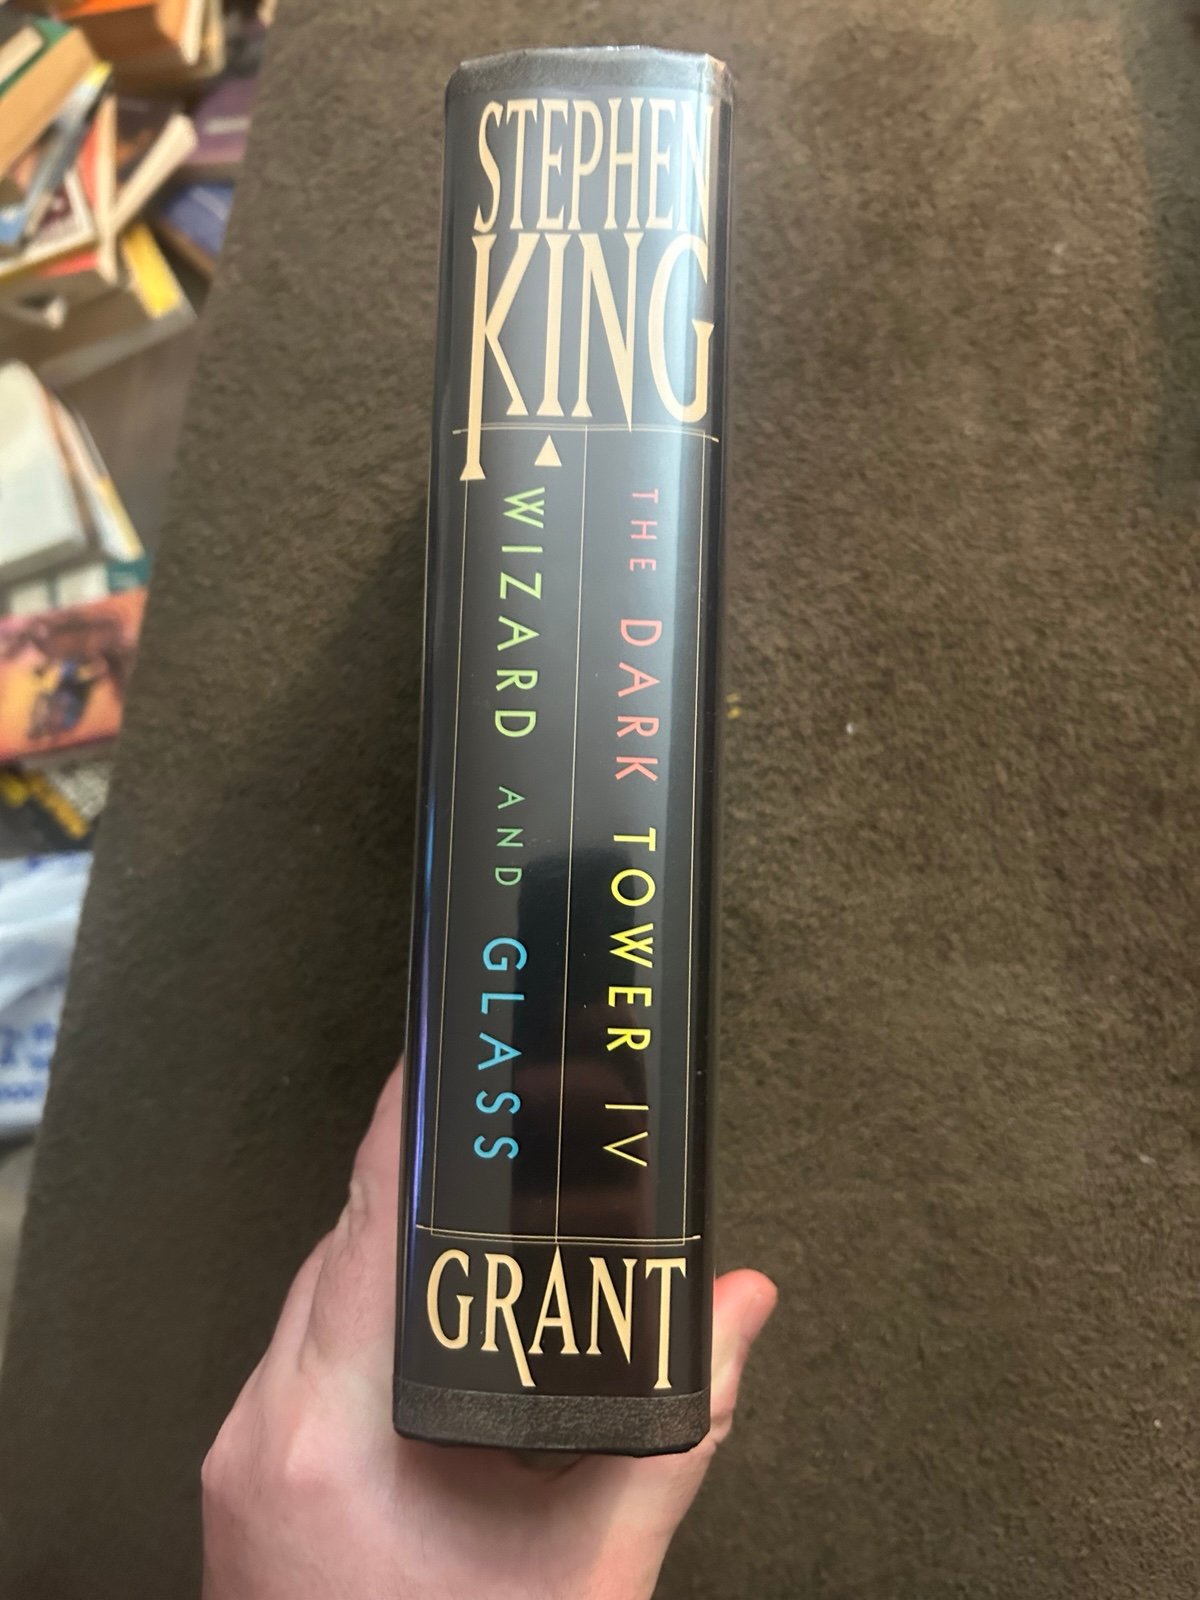 STEPHEN
KING
THE DARK TOWER IV
WIZARD AND GLASS
GRANT